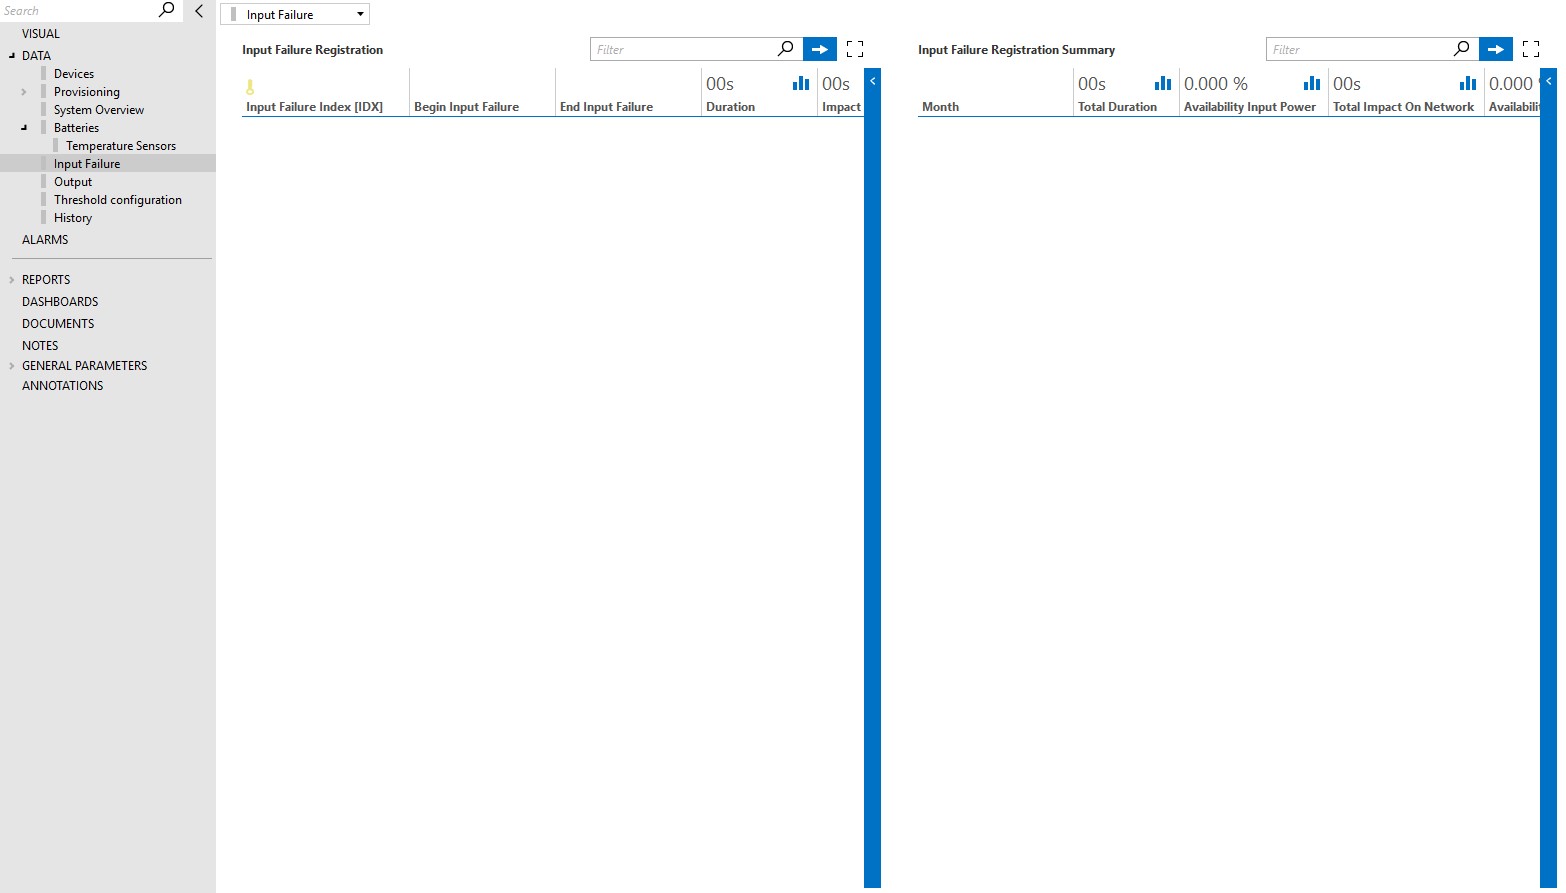 Search
VISUAL
DATA
Devices
Provisioning
System Overview
Batteries
Temperature Sensors
Input Failure
Output
Threshold configuration
History
ALARMS
REPORTS
DASHBOARDS
DOCUMENTS
NOTES
GENERAL PARAMETERS
ANNOTATIONS
Input Failure
Input Failure Registration
Filter
00s 00s
Input Failure Index [IDX] Begin Input Failure End Input Failure Duration Impact
Input Failure Registration Summary
Filter
00s 0.000 % 00s 0.000
Month Total Duration Availability Input Power Total Impact On Network